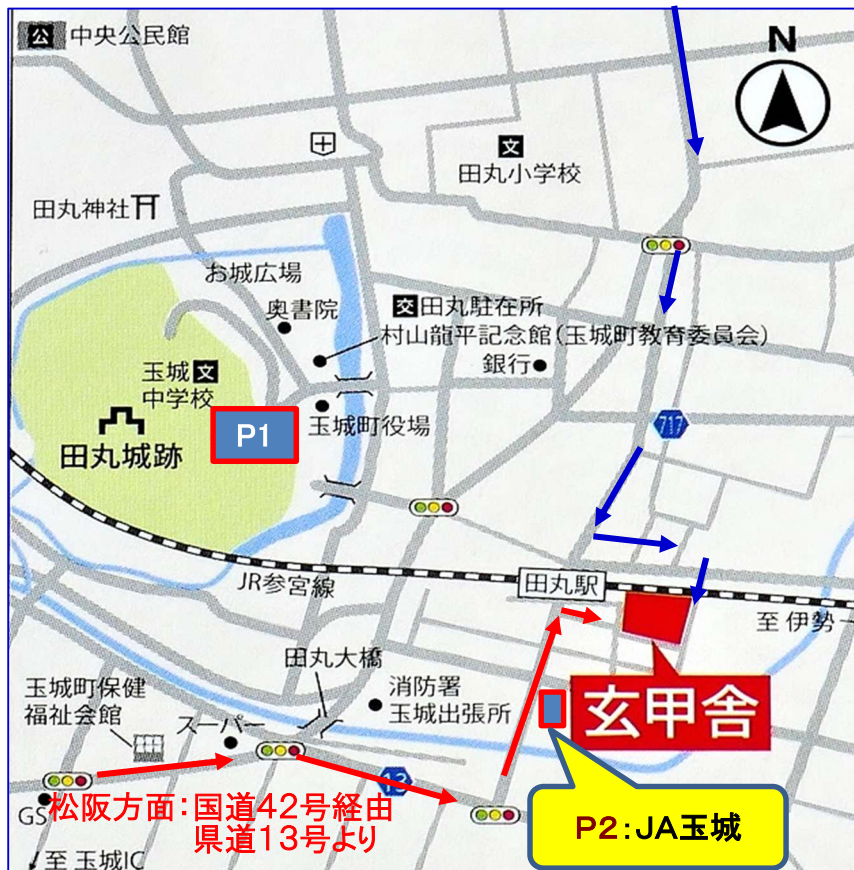 公 中央公民館
N
文
田丸小学校
田丸神社
お城広場
奥書院
交 田丸駐在所
村山龍平記念館(玉城町教育委員会)
銀行
玉城 文
中学校
P1
玉城町役場
717
田丸城跡
JR参宮線
田丸駅
至 伊勢
田丸大橋
玉城町保健
福祉会館
スーパー
消防署
玉城出張所
玄甲舎
13
GS
松阪方面:国道42号経由
県道13号より
P2:JA玉城
至 玉城IC